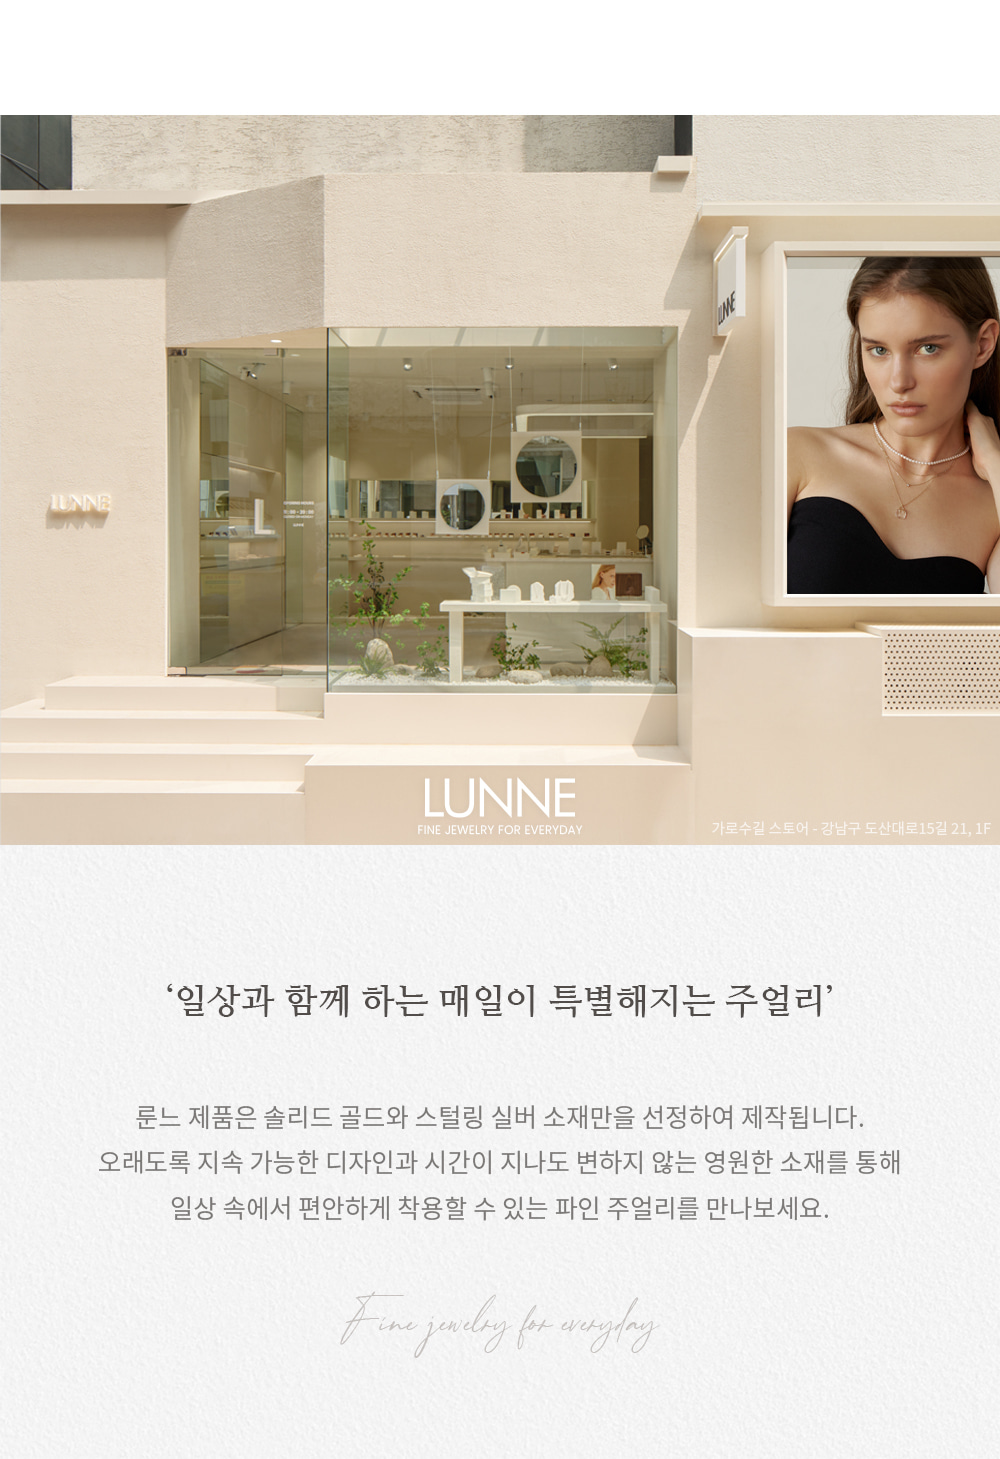 LUNNE
LUNNE
L
LUNNE
LUNNE
FINE JEWELRY FOR EVERYDAY
가로수길 스토어 - 강남구 도산대로15길 21, 1F
‘일상과 함께 하는 매일이 특별해지는 주얼리’
룬느 제품은 솔리드 골드와 스털링 실버 소재만을 선정하여 제작됩니다.
오래도록 지속 가능한 디자인과 시간이 지나도 변하지 않는 영원한 소재를 통해
일상 속에서 편안하게 착용할 수 있는 파인 주얼리를 만나보세요.
Fine jewelry for everyday